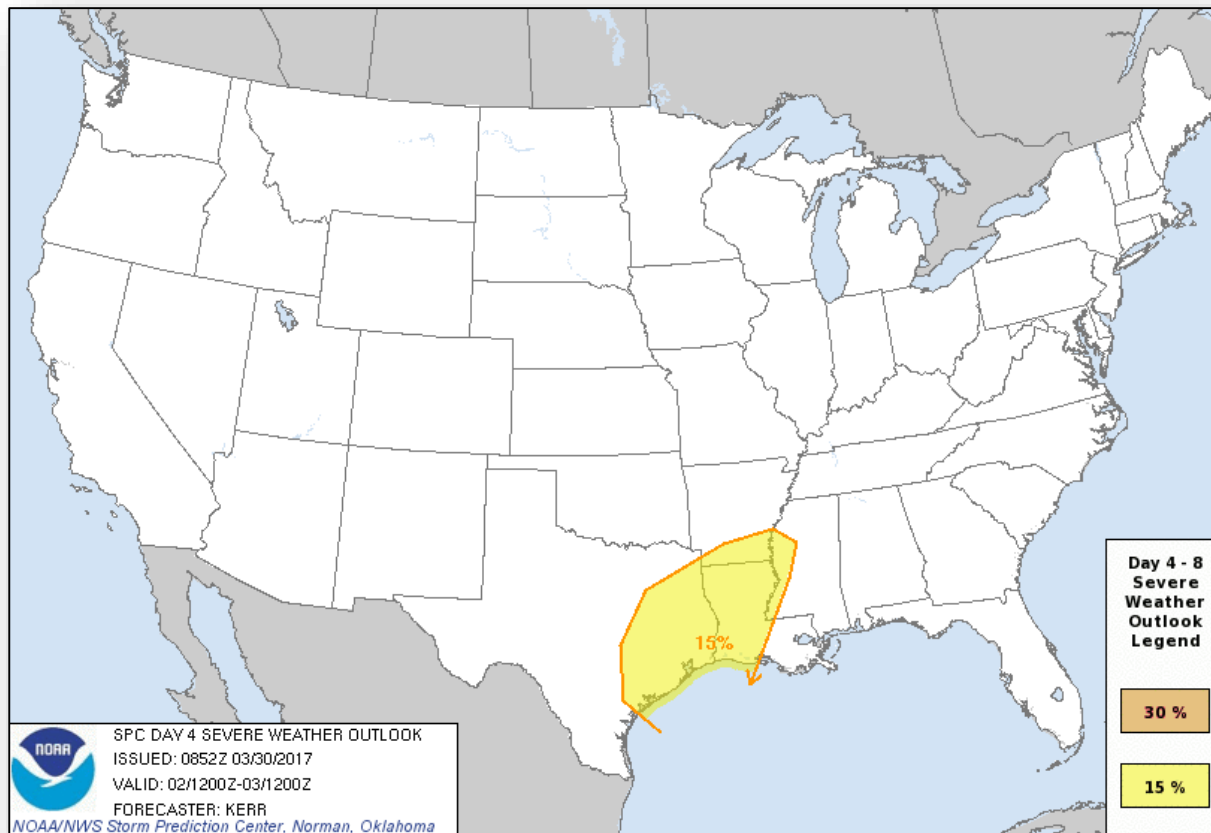 15%
Day 4 - 8
Severe
Weather
Outlook
Legend
30 %
15 %
NOAA
SPC DAY 4 SEVERE WEATHER OUTLOOK
ISSUED: 0852Z 03/30/2017
VALID: 02/1200Z-03/1200Z
FORECASTER: KERR
NOAA/NWS Storm Prediction Center, Norman, Oklahoma